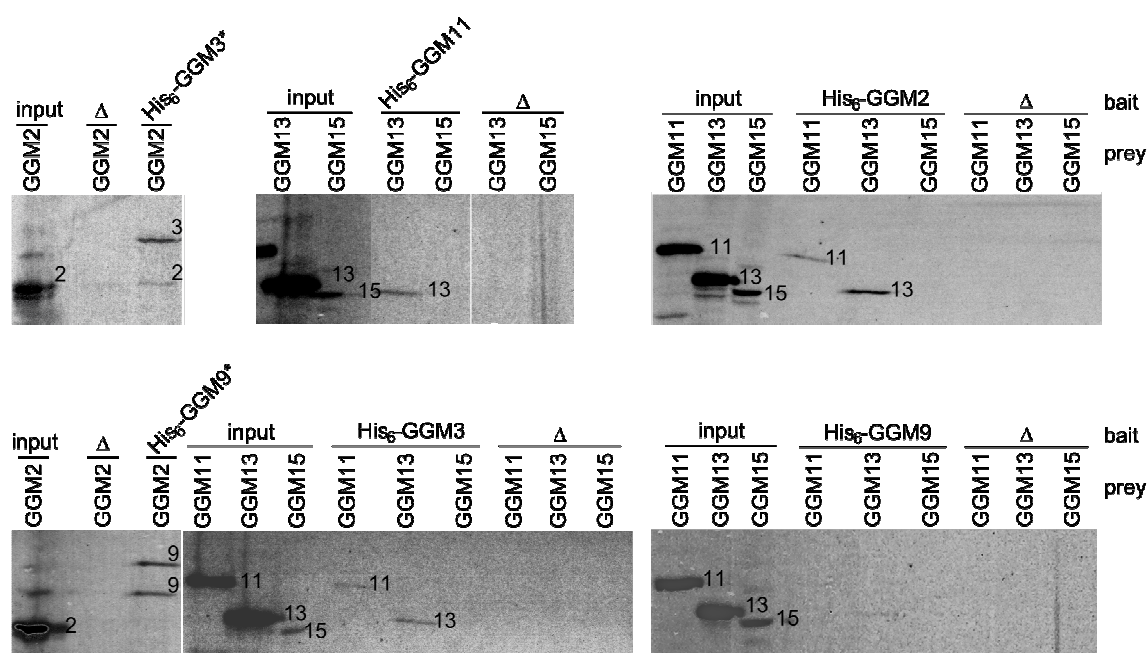 input Δ His6-GGM3*
GGM2 GGM2 GGM2
2 3 2
input His6-GGM11 Δ
GGM13 GGM15 GGM13 GGM15 GGM13 GGM15
13 15 13
input His6-GGM2 Δ bait
GGM11 GGM13 GGM15 GGM11 GGM13 GGM15 GGM11 GGM13 GGM15 prey
11 13 15 11 13
input Δ His6-GGM9*
GGM2 GGM2 GGM2
2 9 9
input His6-GGM3 Δ
GGM11 GGM13 GGM15 GGM11 GGM13 GGM15 GGM11 GGM13 GGM15
11 13 15 11 13
input His6-GGM9 Δ bait
GGM11 GGM13 GGM15 GGM11 GGM13 GGM15 GGM11 GGM13 GGM15 prey
11 13 15